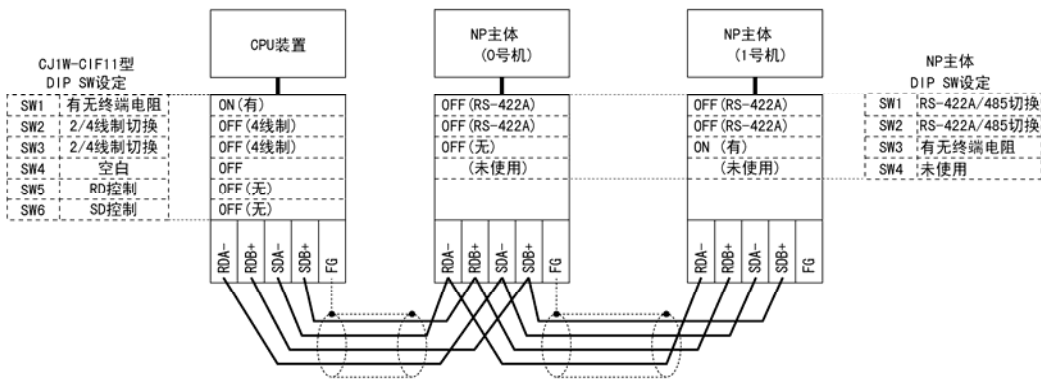 CPU装置
NP主体
(0号机)
NP主体
(1号机)
CJ1W-CIF11型
DIP SW设定
SW1 有无终端电阻
SW2 2/4线制切换
SW3 2/4线制切换
SW4 空白
SW5 RD控制
SW6 SD控制
ON(有)
OFF(4线制)
OFF(4线制)
OFF
OFF(无)
OFF(无)
OFF(RS-422A)
OFF(RS-422A)
OFF(无)
(未使用)
OFF(RS-422A)
OFF(RS-422A)
ON (有)
(未使用)
NP主体
DIP SW设定
SW1 RS-422A/485切换
SW2 RS-422A/485切换
SW3 有无终端电阻
SW4 未使用
RDA-
RDB+
SDA-
SDB+
FG
RDA-
RDB+
SDA-
SDB+
FG
RDA-
RDB+
SDA-
SDB+
FG